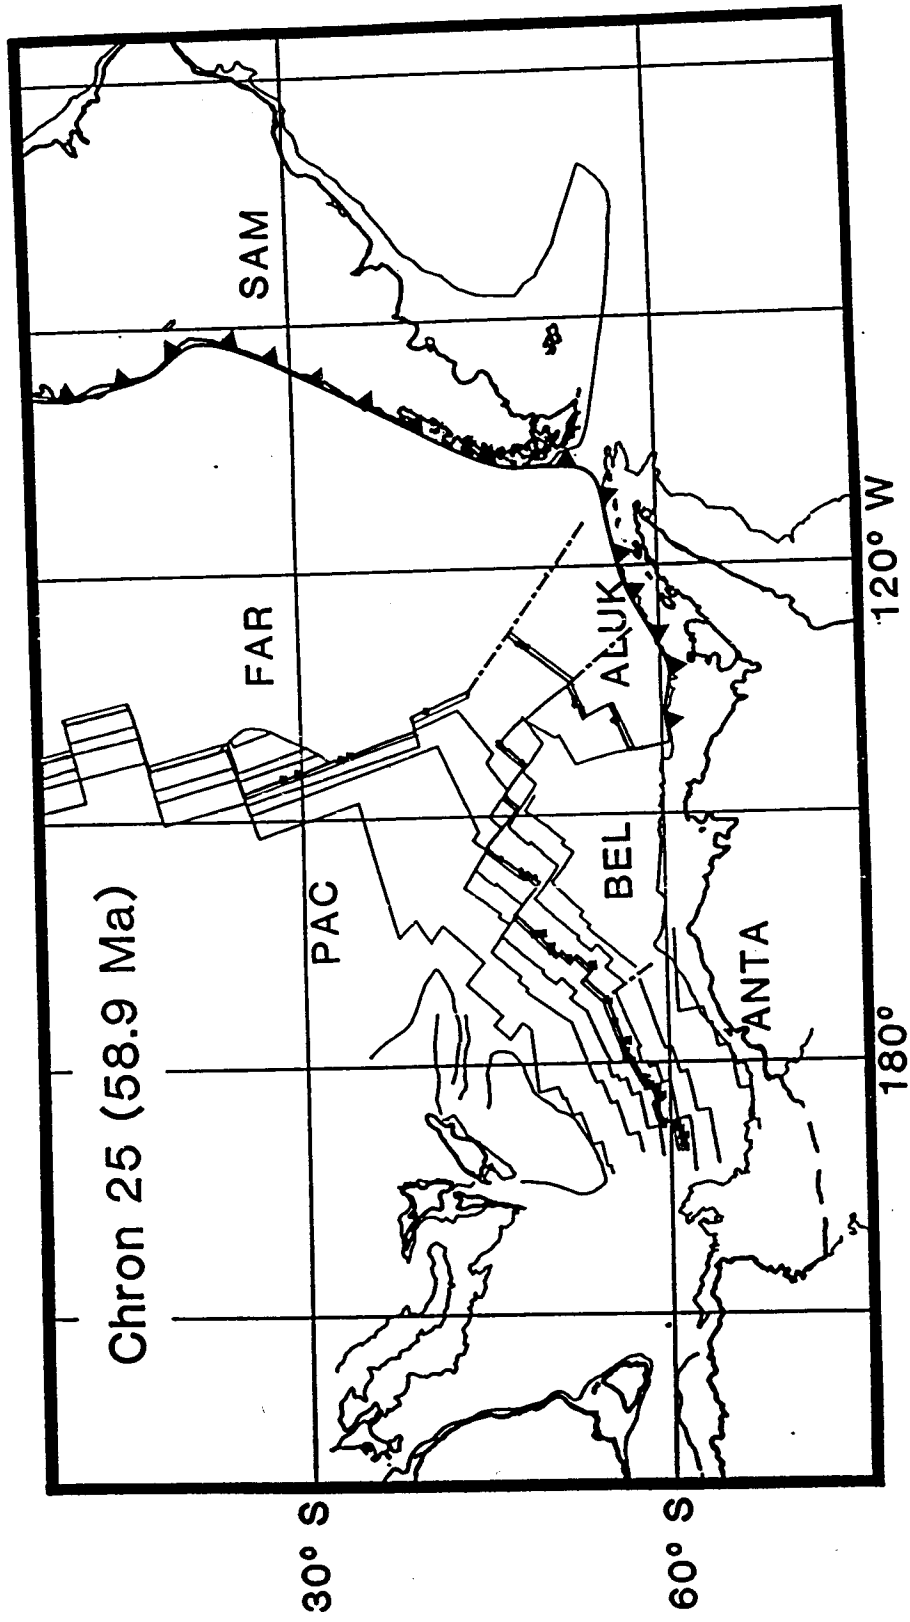 Chron 25 (58.9 Ma)
SAM
FAR
PAC
ALUK
BEL
ANTA
30° S
60° S
180°
120° W